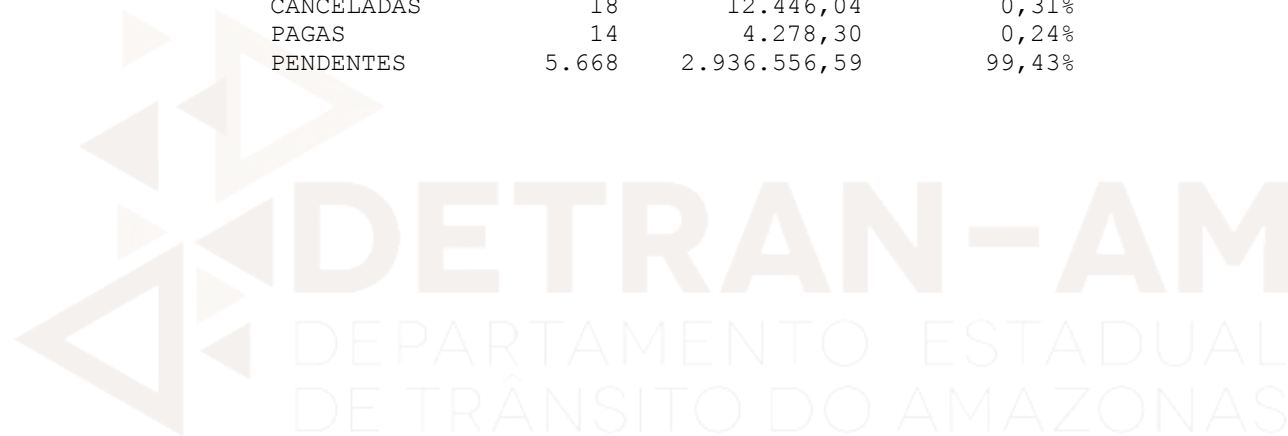 CANCELADAS 18 12.446,04 0,31%
PAGAS 14 4.278,30 0,24%
PENDENTES 5.668 2.936.556,59 99,43%
DETRAN-AM
DEPARTAMENTO ESTADUAL
DE TRÂNSITO DO AMAZONAS